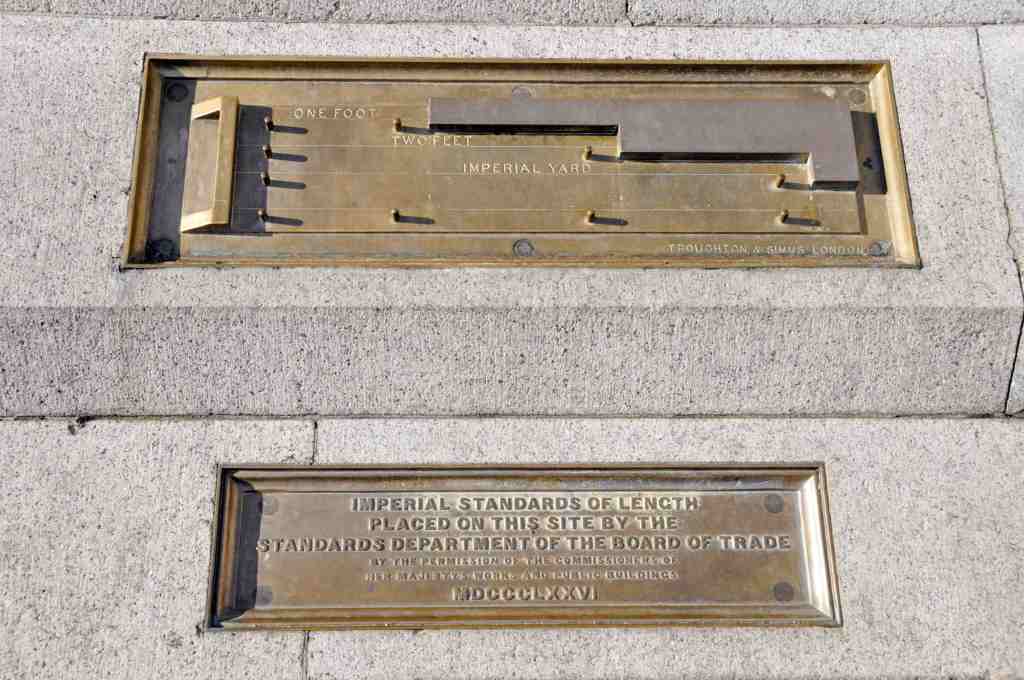 ONE FOOT
TWO FEET
IMPERIAL YARD
TROUGHTON & SIMMS LONDON
IMPERIAL STANDARDS OF LENGTH
PLACED ON THIS SITE BY THE
STANDARDS DEPARTMENT OF THE BOARD OF TRADE
BY THE PERMISSION OF THE COMMISSIONERS OF
HER MAJESTY'S WORKS AND PUBLIC BUILDINGS
MDCCCLXXVI